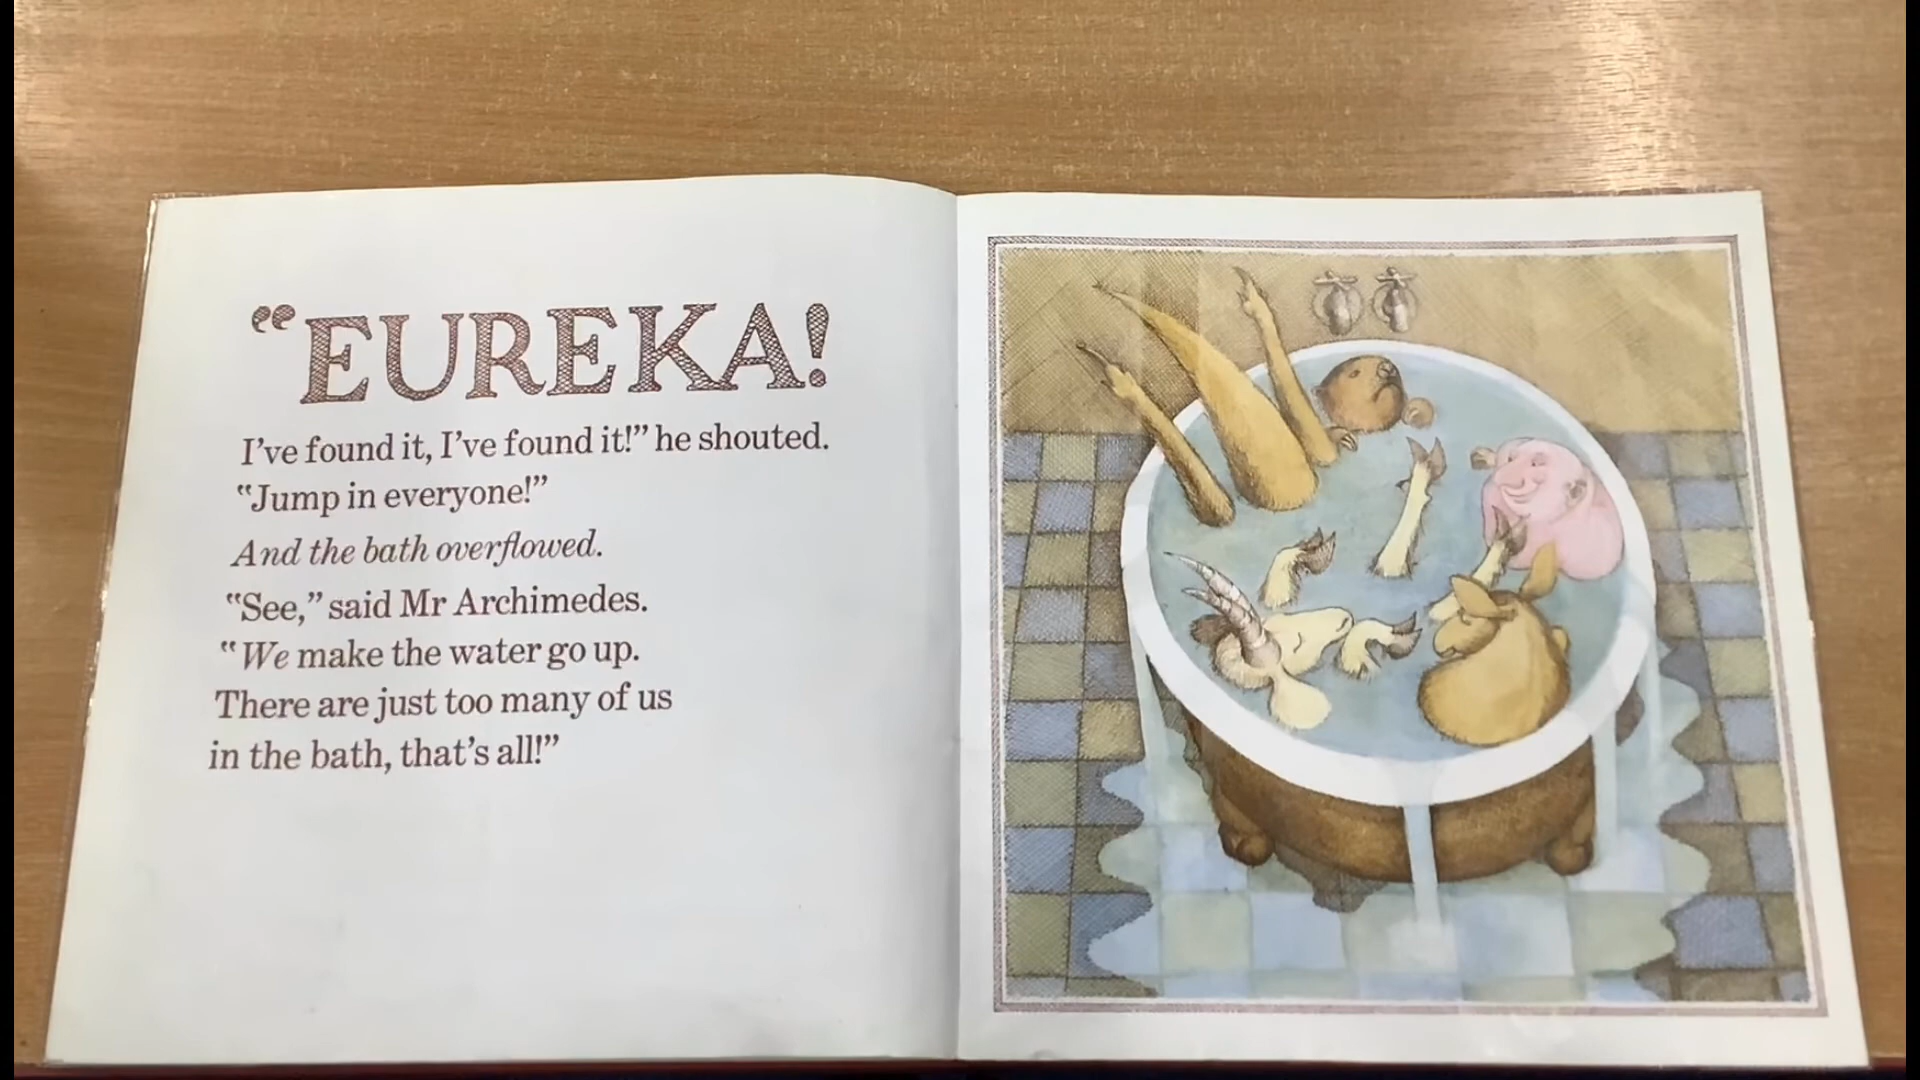 “EUREKA!
I’ve found it, I’ve found it!” he shouted.
“Jump in everyone!”
And the bath overflowed.
“See,” said Mr Archimedes.
“We make the water go up.
There are just too many of us
in the bath, that’s all!”